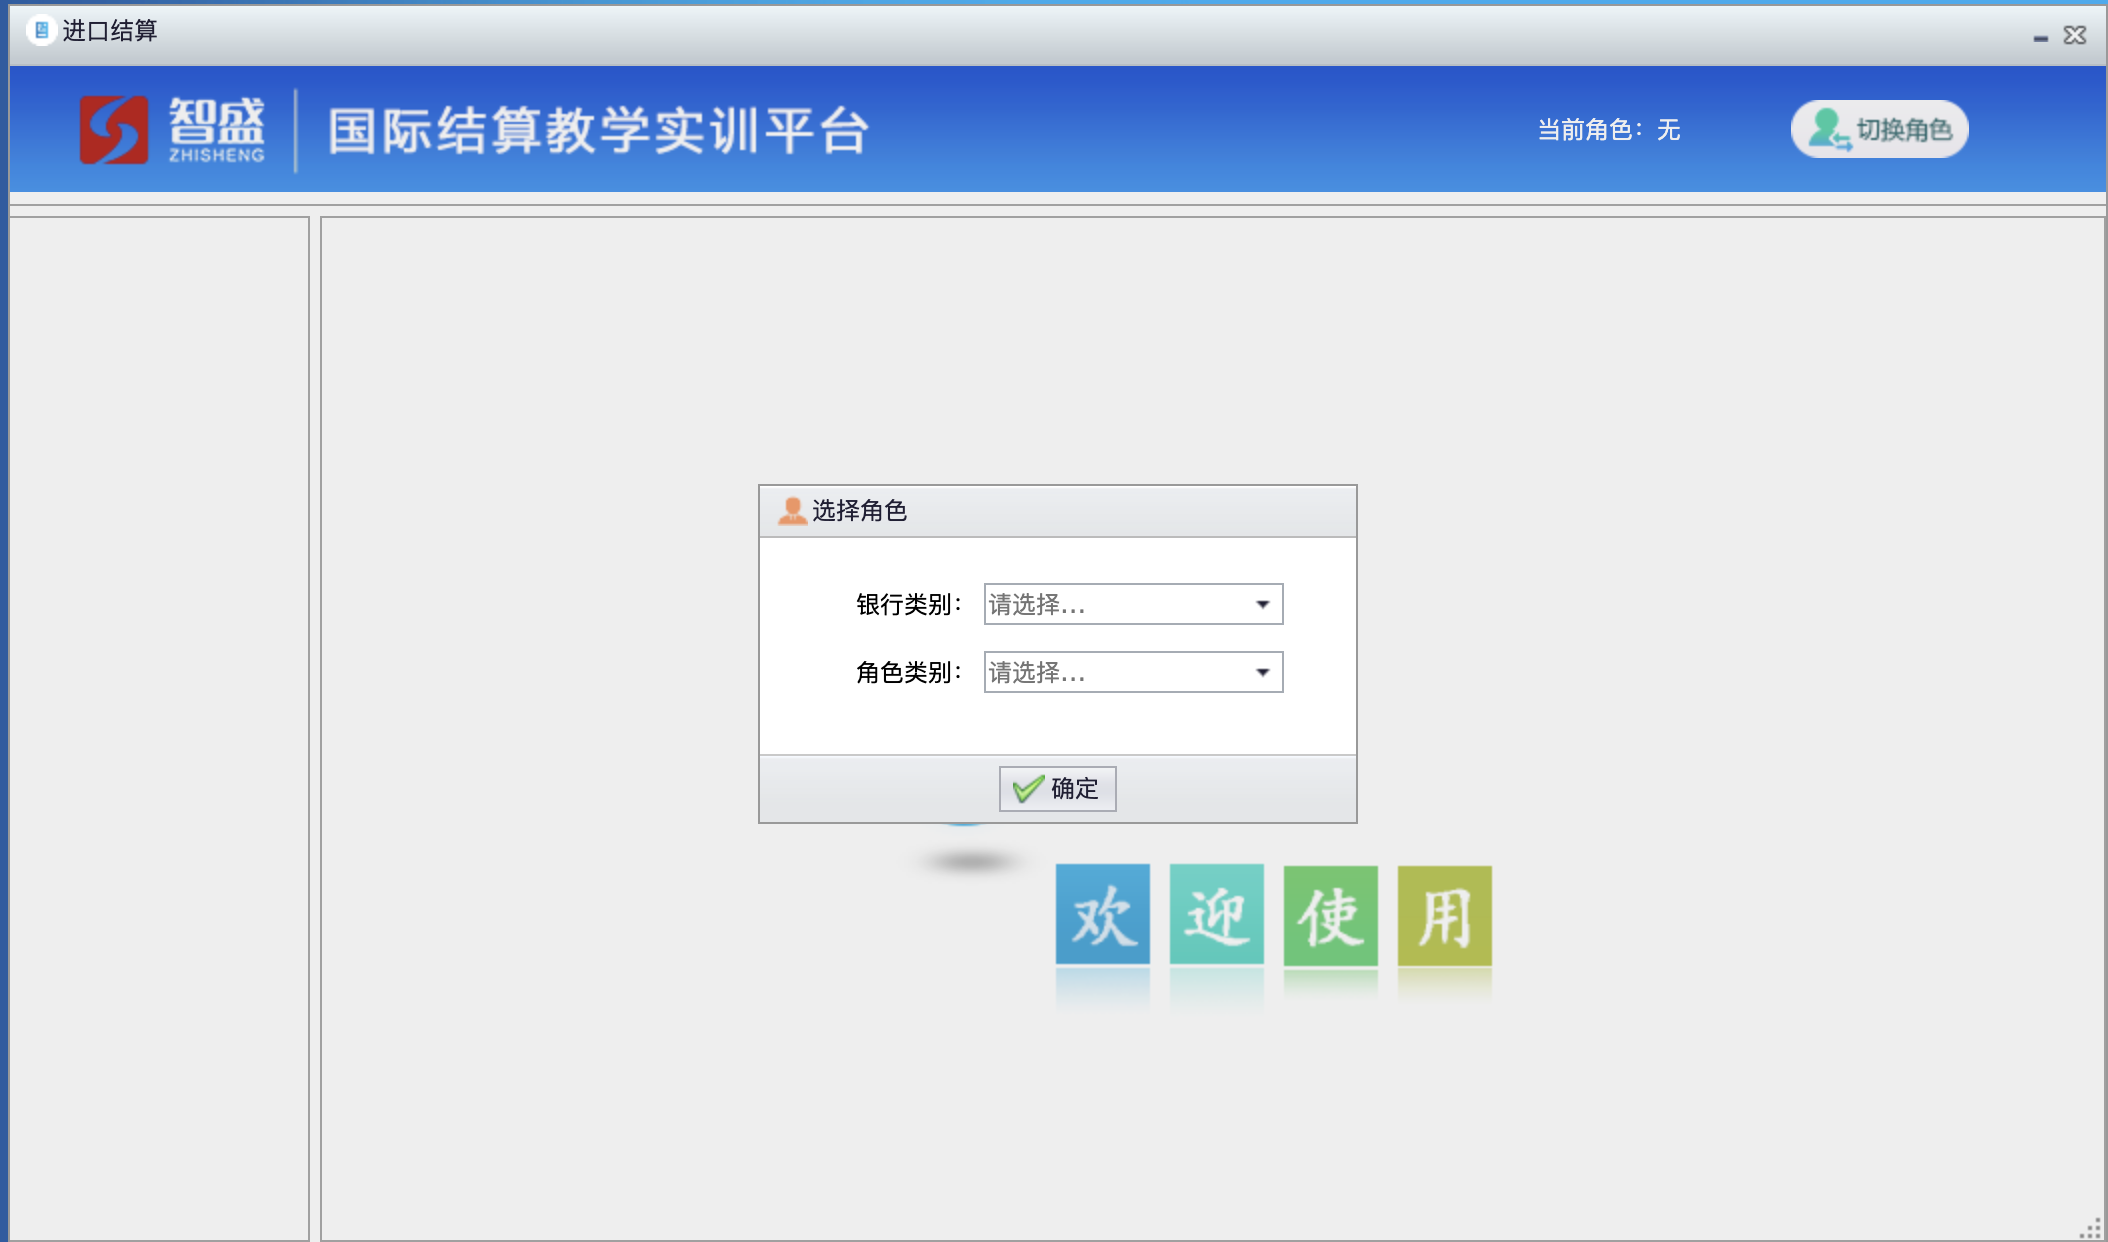 进口结算
智盛
ZHISHENG
国际结算教学实训平台
当前角色：无
切换角色
选择角色
银行类别：
请选择...
角色类别：
请选择...
确定
欢迎使用